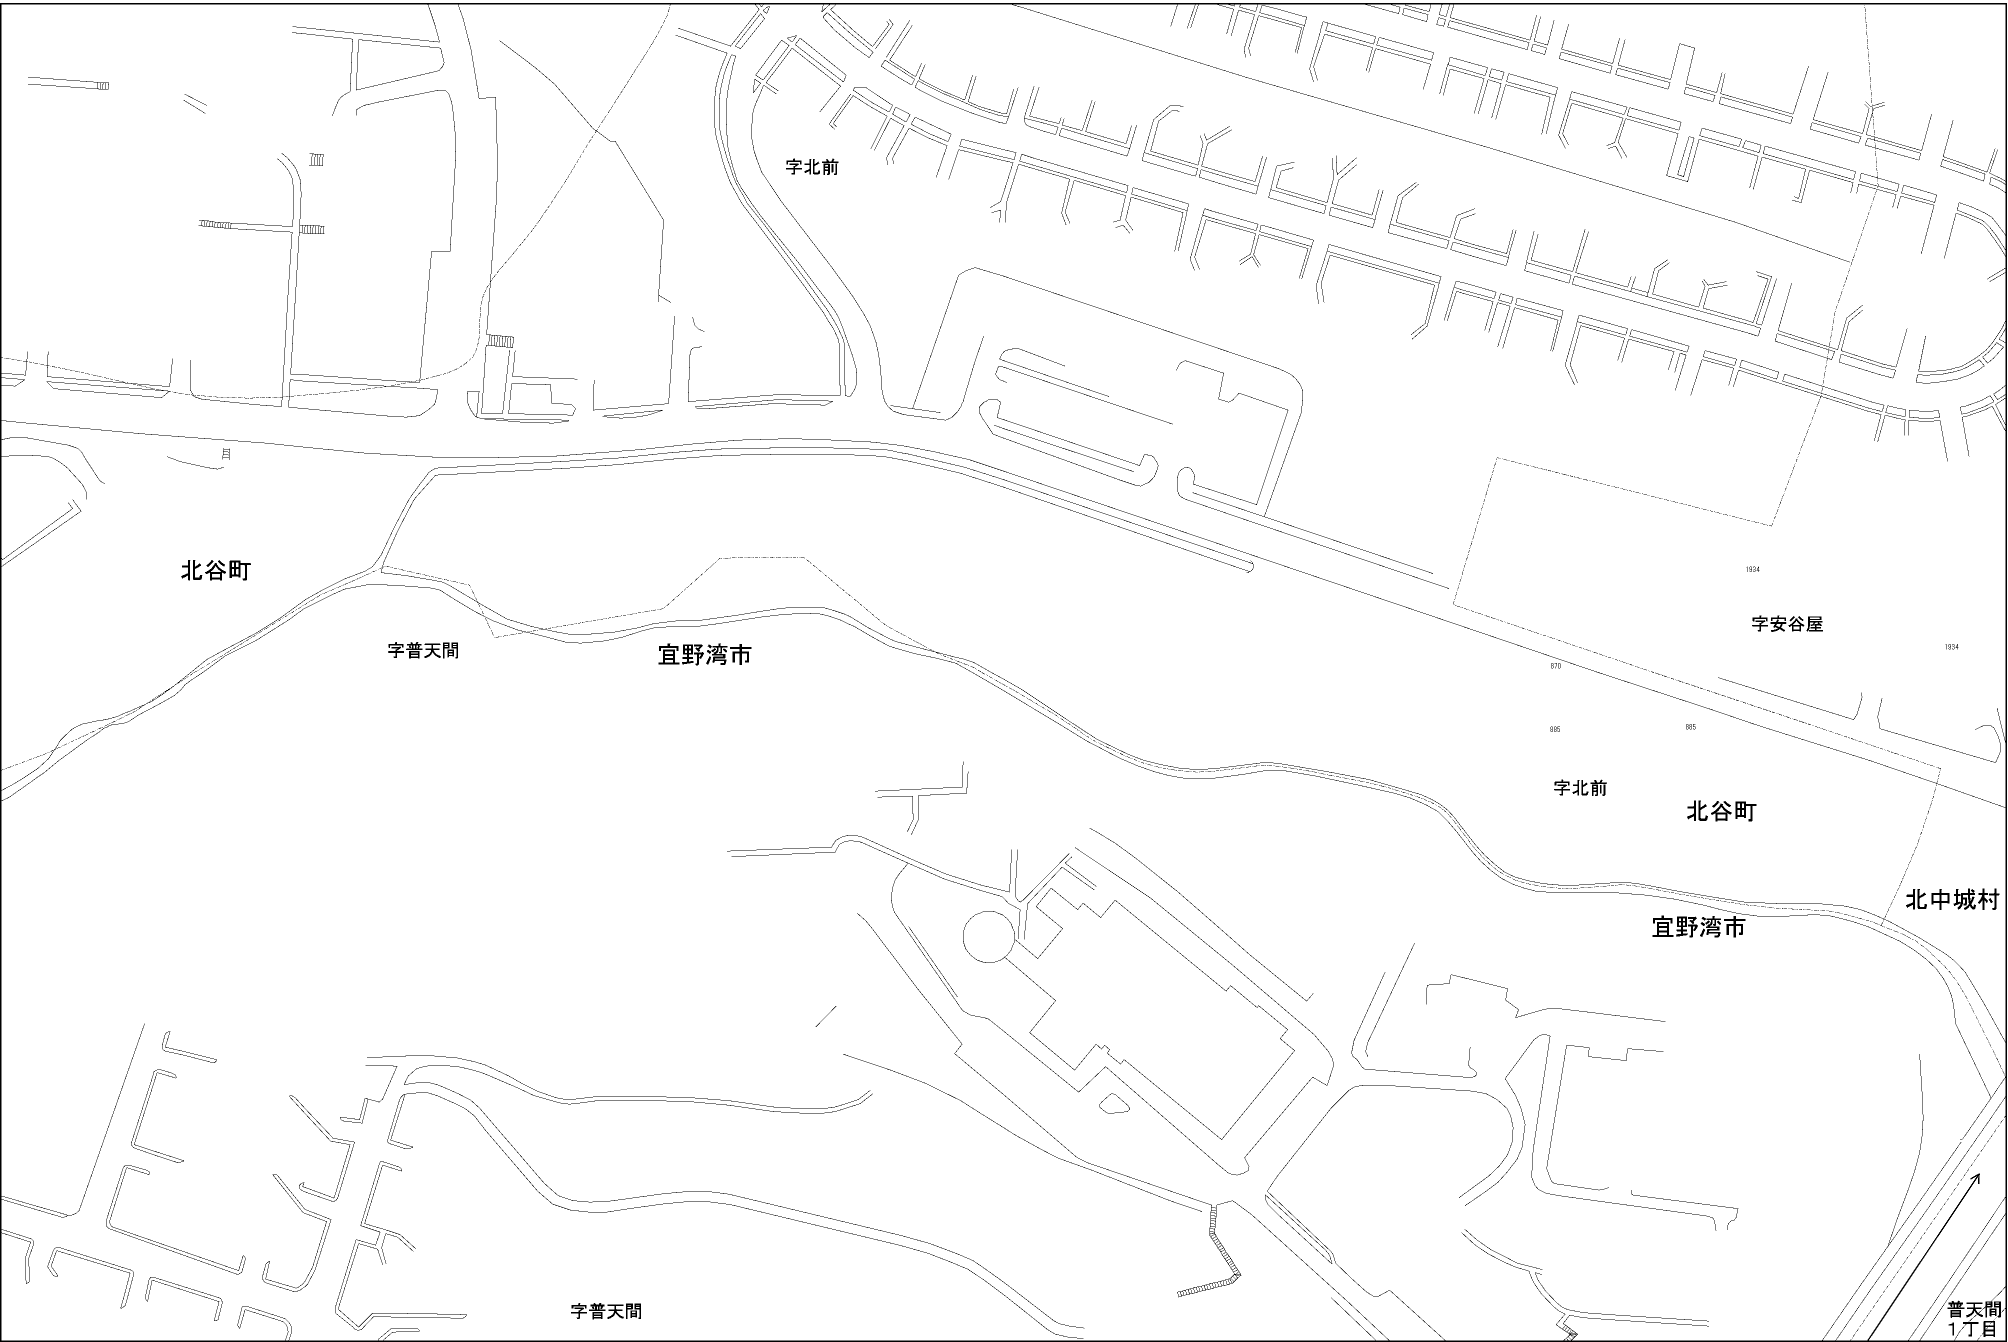 字北前
北谷町
1934
字安谷屋
字普天間
宜野湾市
1934
870
885
885
字北前
北谷町
北中城村
宜野湾市
字普天間
普天間
1丁目